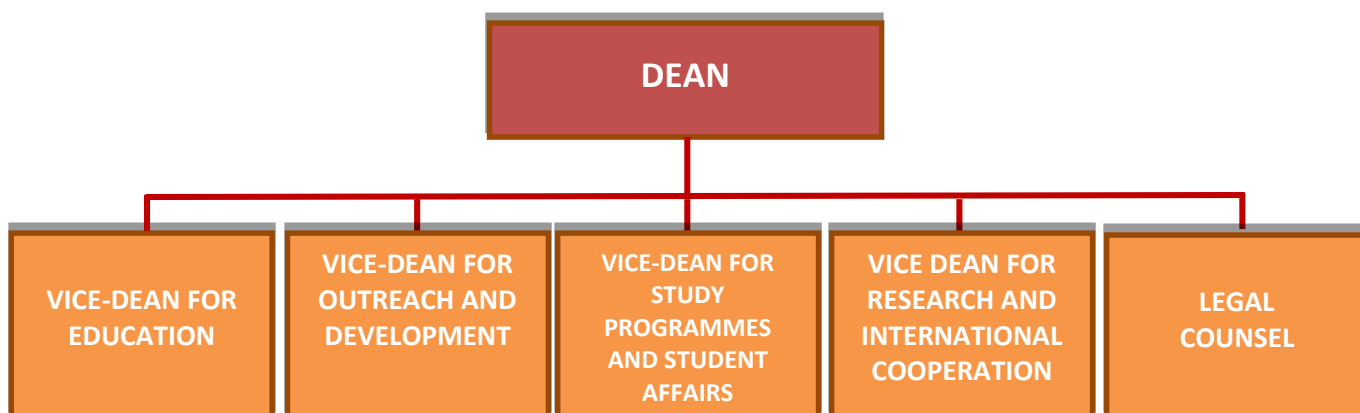 DEAN
VICE-DEAN FOR
EDUCATION
VICE-DEAN FOR
OUTREACH AND
DEVELOPMENT
VICE-DEAN FOR
STUDY
PROGRAMMES
AND STUDENT
AFFAIRS
VICE DEAN FOR
RESEARCH AND
INTERNATIONAL
COOPERATION
LEGAL
COUNSEL